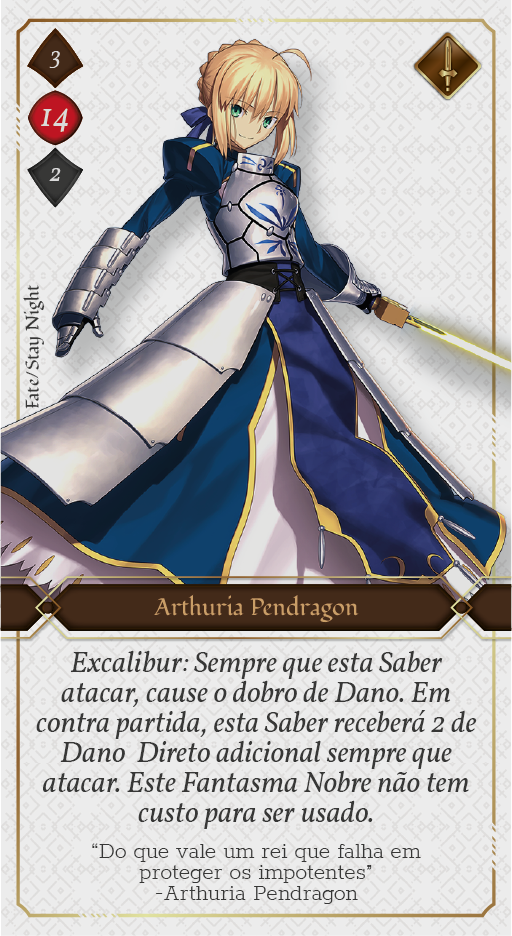 3
14
2
Fate/Stay Night
Arthuria Pendragon
Excalibur: Sempre que esta Saber
atacar, cause o dobro de Dano. Em
contra partida, esta Saber receberá 2 de
Dano  Direto adicional sempre que
atacar. Este Fantasma Nobre não tem
custo para ser usado.
“Do que vale um rei que falha em
proteger os impotentes”
-Arthuria Pendragon